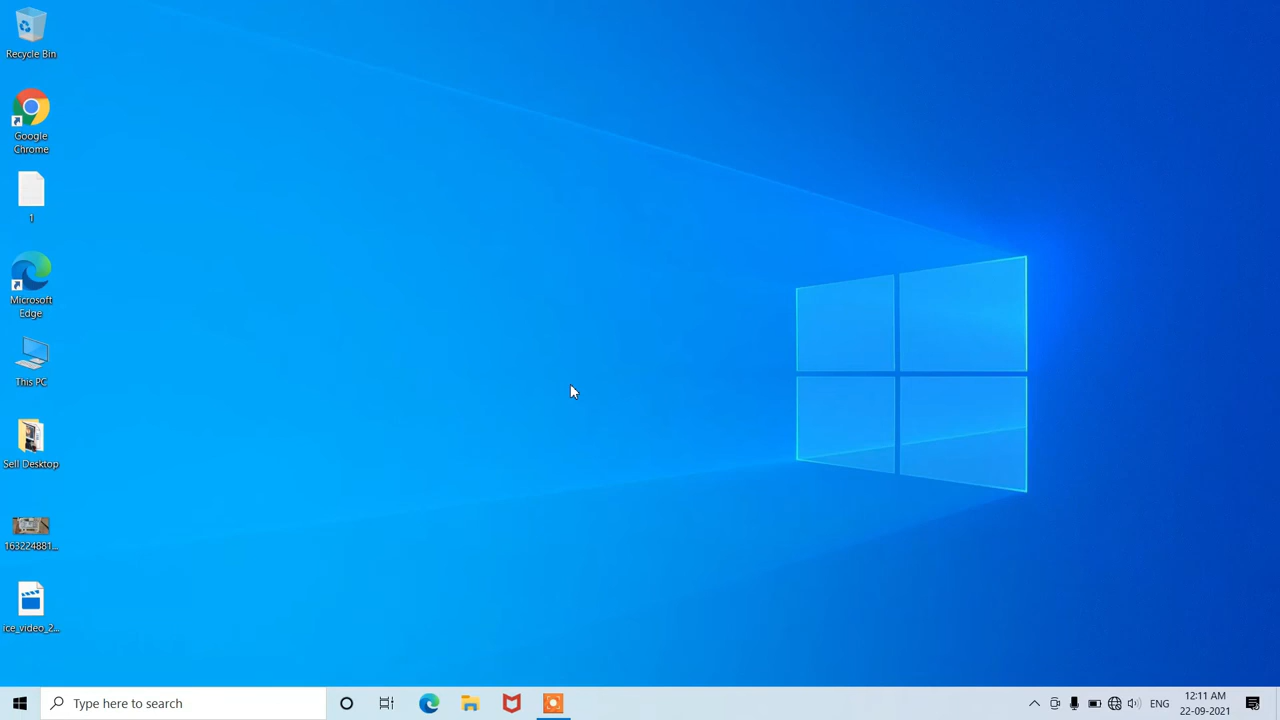 Recycle Bin
Google
Chrome
1
Microsoft
Edge
This PC
Sell Desktop
163224881...
ice_video_2...
Type here to search
ENG
12:11 AM
22-09-2021